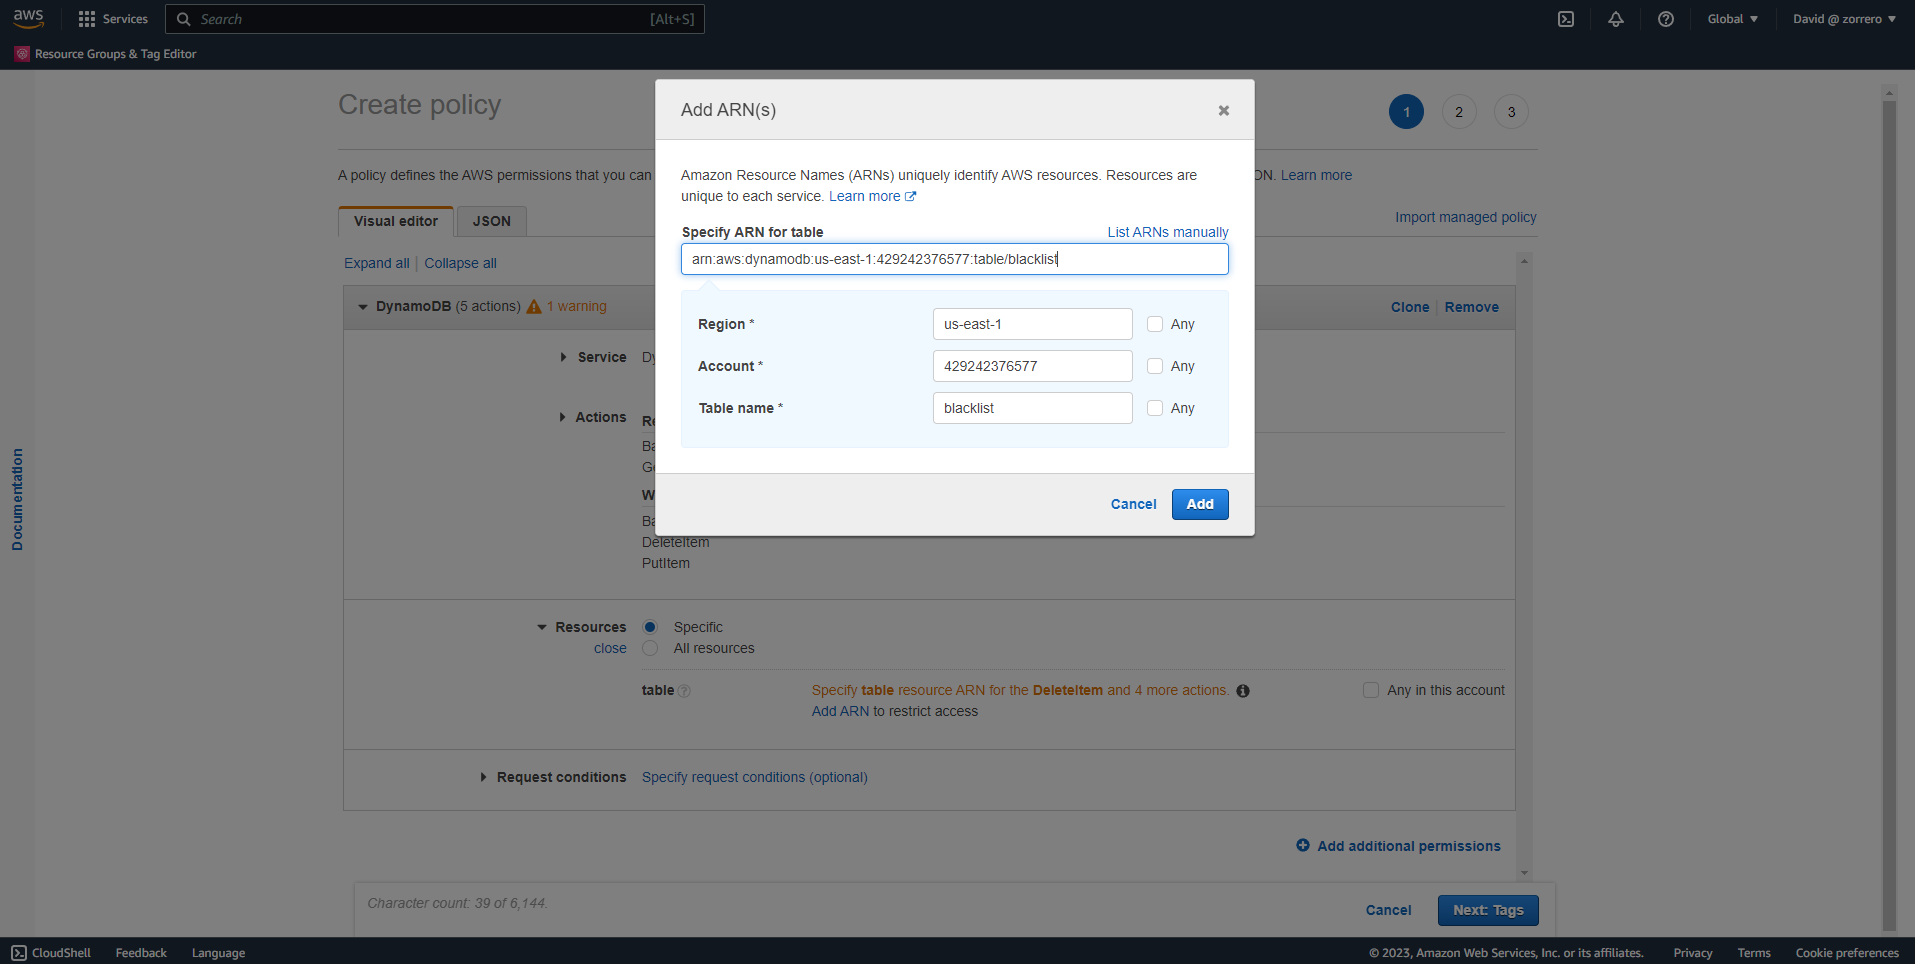 aws
Services
Search
[Alt+S]
Global
David @ zorrero
Resource Groups & Tag Editor
Create policy
1
2
3
A policy defines the AWS permissions that you can
ON. Learn more
Visual editor
JSON
Import managed policy
Expand all
Collapse all
DynamoDB (5 actions)
1 warning
Clone
Remove
Service
Dy
Actions
Re
Ba
Ge
W
Ba
DeleteItem
PutItem
Add ARN(s)
Amazon Resource Names (ARNs) uniquely identify AWS resources. Resources are
unique to each service. Learn more
Specify ARN for table
List ARNs manually
arn:aws:dynamodb:us-east-1:429242376577:table/blacklist
Region *
us-east-1
Any
Account *
429242376577
Any
Table name *
blacklist
Any
Cancel
Add
Documentation
Resources
close
Specific
All resources
table
Specify table resource ARN for the DeleteItem and 4 more actions.
Add ARN to restrict access
Any in this account
Request conditions
Specify request conditions (optional)
Add additional permissions
Character count: 39 of 6,144.
Cancel
Next: Tags
CloudShell
Feedback
Language
© 2023, Amazon Web Services, Inc. or its affiliates.
Privacy
Terms
Cookie preferences